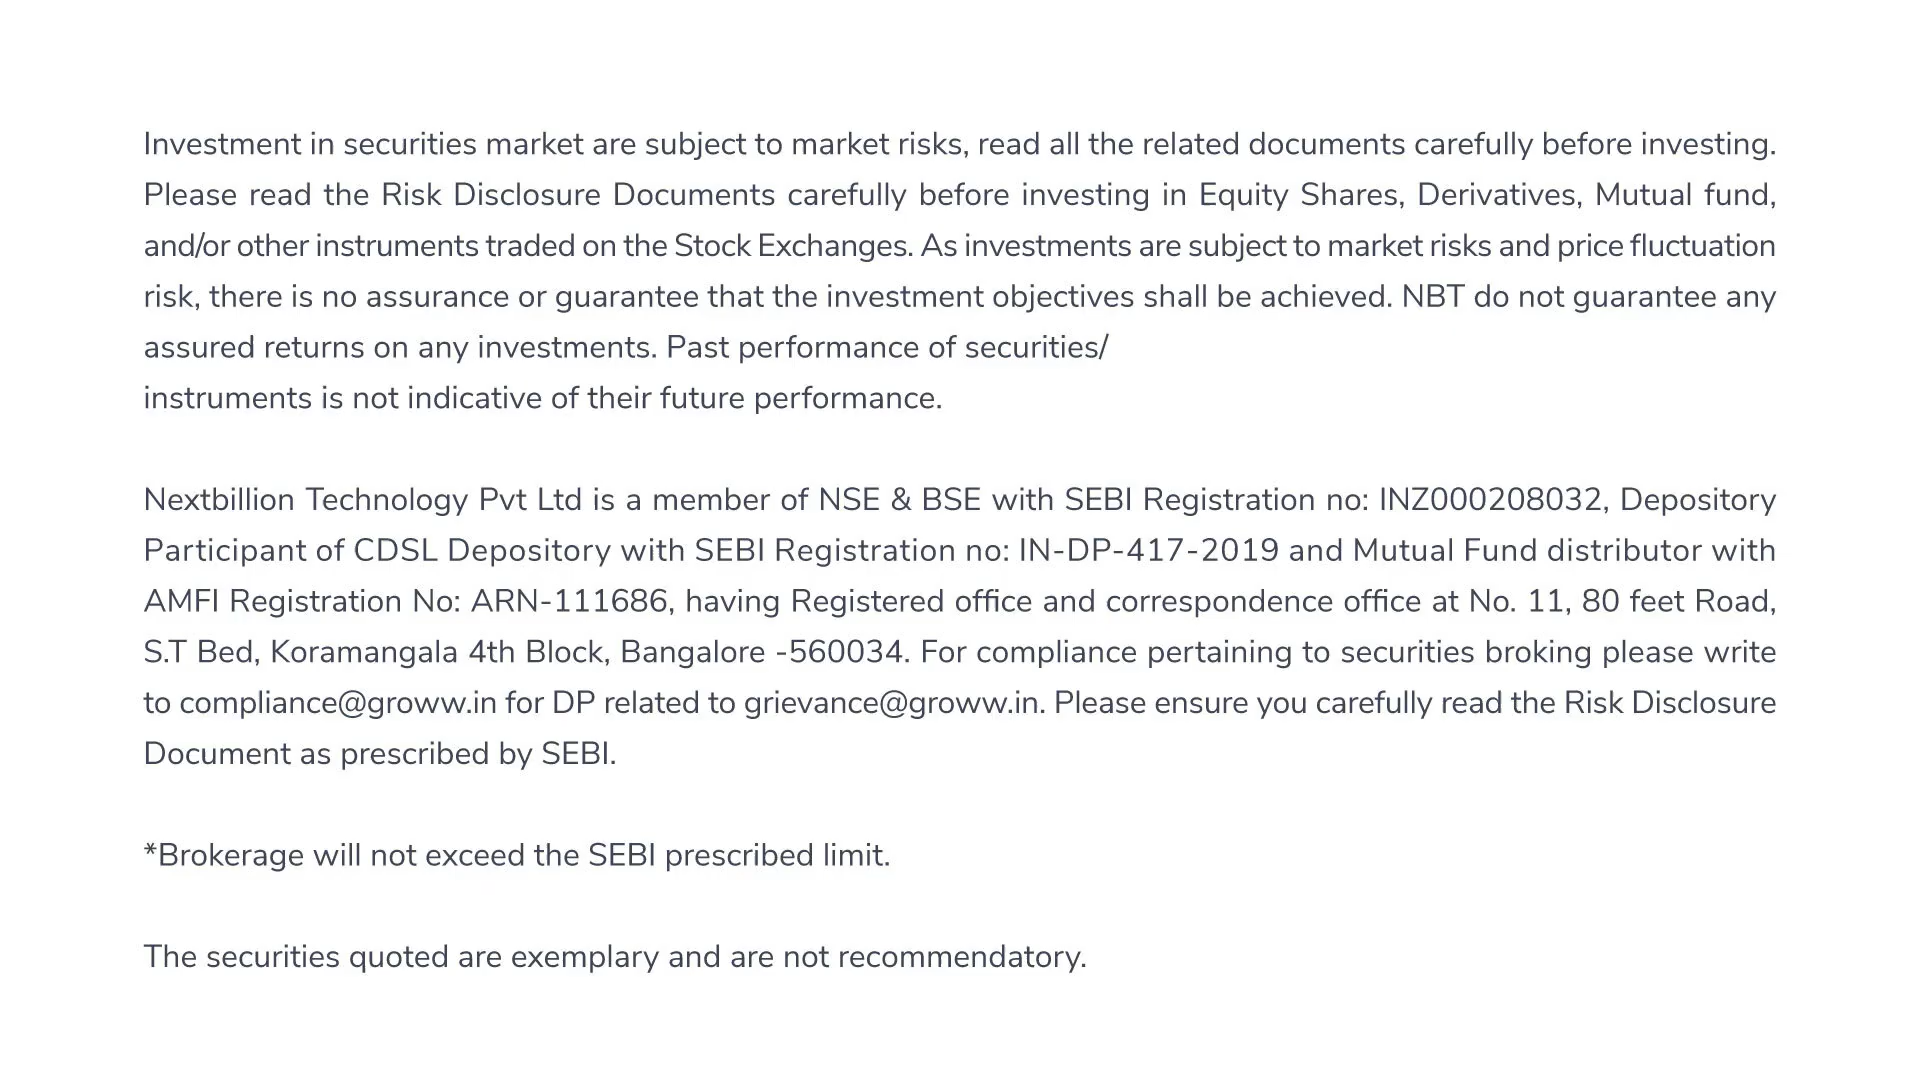 Investment in securities market are subject to market risks, read all the related documents carefully before investing.
Please read the Risk Disclosure Documents carefully before investing in Equity Shares, Derivatives, Mutual fund,
and/or other instruments traded on the Stock Exchanges. As investments are subject to market risks and price fluctuation
risk, there is no assurance or guarantee that the investment objectives shall be achieved. NBT do not guarantee any
assured returns on any investments. Past performance of securities/
instruments is not indicative of their future performance.
Nextbillion Technology Pvt Ltd is a member of NSE & BSE with SEBI Registration no: INZ000208032, Depository
Participant of CDSL Depository with SEBI Registration no: IN-DP-417-2019 and Mutual Fund distributor with
AMFI Registration No: ARN-111686, having Registered office and correspondence office at No. 11, 80 feet Road,
S.T Bed, Koramangala 4th Block, Bangalore -560034. For compliance pertaining to securities broking please write
to compliance@groww.in for DP related to grievance@groww.in. Please ensure you carefully read the Risk Disclosure
Document as prescribed by SEBI.
*Brokerage will not exceed the SEBI prescribed limit.
The securities quoted are exemplary and are not recommendatory.